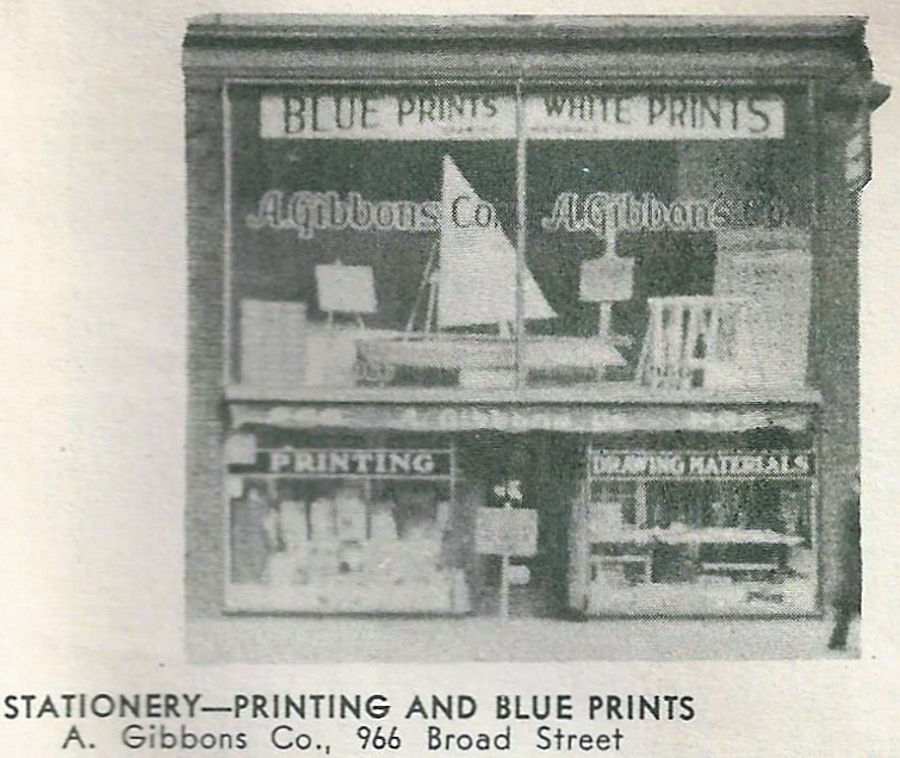 BLUE PRINTS WHITE PRINTS
A.Gibbons Co. A.Gibbons Co.
PRINTING
DRAWING MATERIALS
STATIONERY—PRINTING AND BLUE PRINTS
A. Gibbons Co., 966 Broad Street